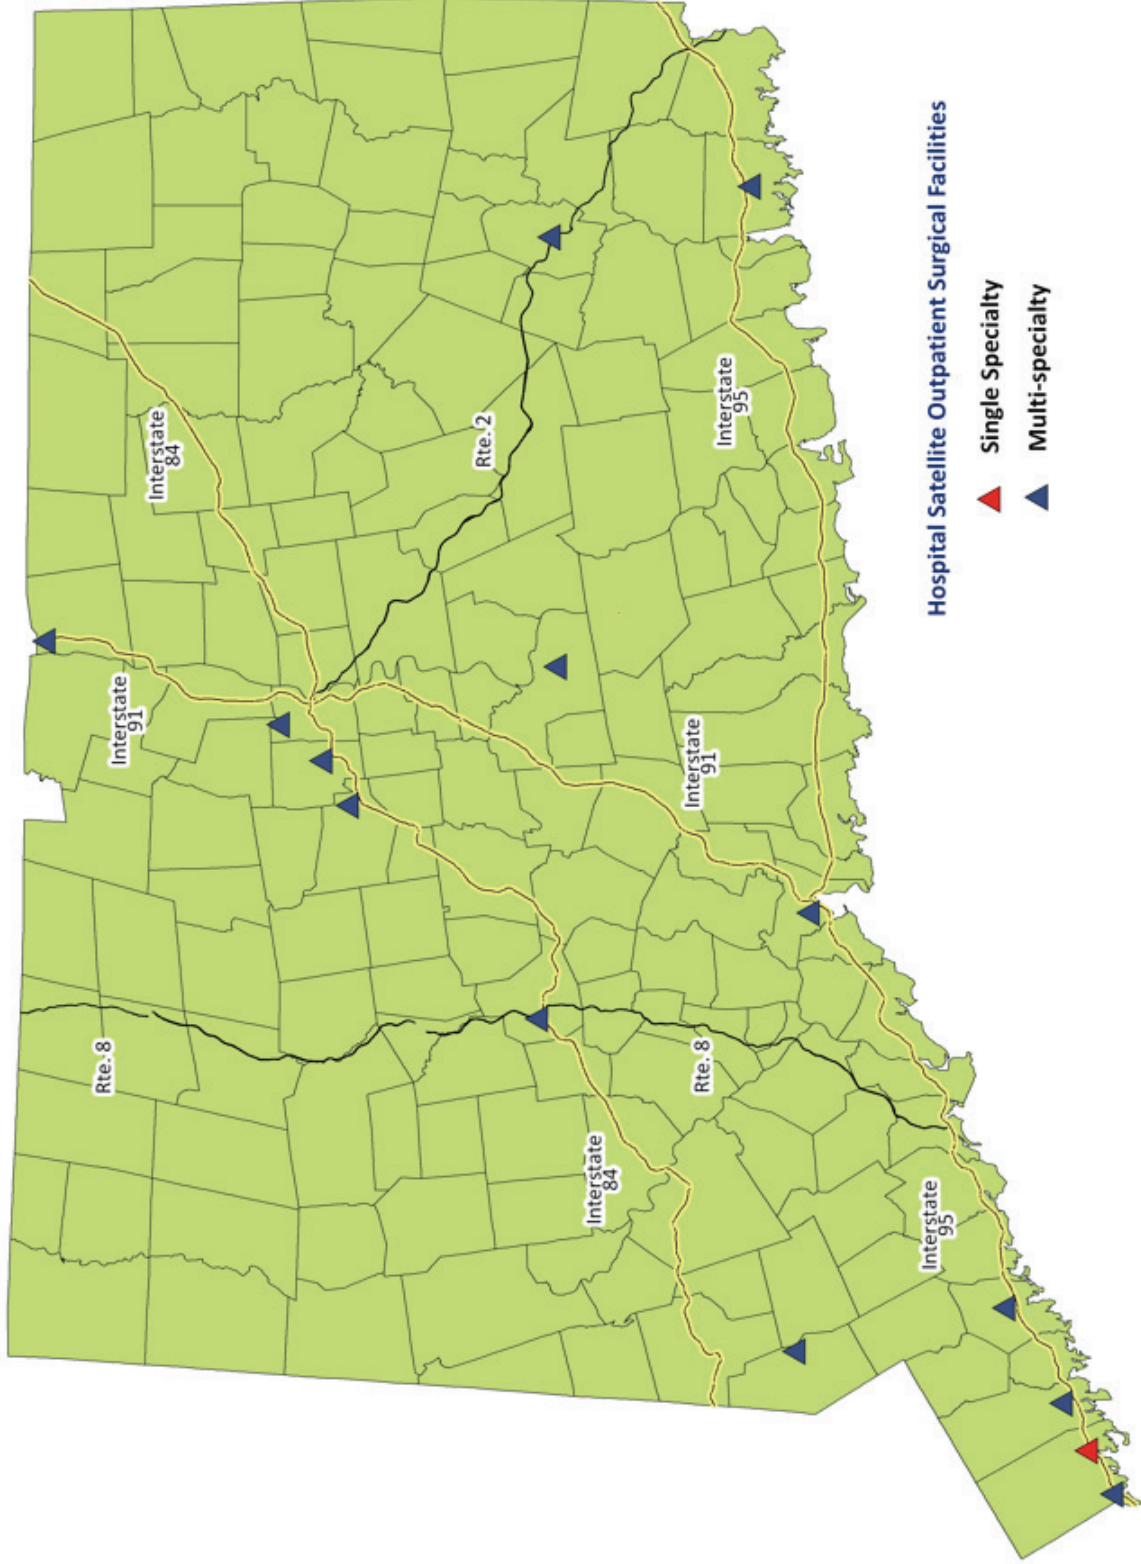 Rte. 8
Interstate
91
Interstate
84
Rte. 2
Interstate
84
Rte. 8
Interstate
91
Interstate
95
Interstate
95
Hospital Satellite Outpatient Surgical Facilities
Single Specialty
Multi-specialty